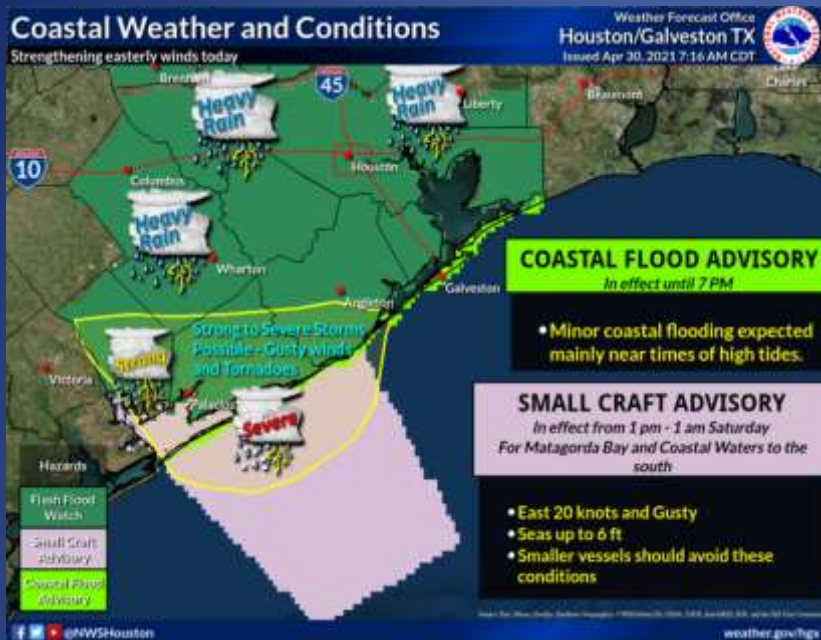 Coastal Weather and Conditions
Strengthening easterly winds today
Weather Forecast Office
Houston/Galveston TX
Issued Apr 30, 2021 7:16 AM CDT
Brenham
Heavy
Rain
45
Heavy
Rain
Liberty
Beaumont
Charles
10
Columbus
Houston
Heavy
Rain
Wharton
Angleton
Galveston
COASTAL FLOOD ADVISORY
In effect until 7 PM
• Minor coastal flooding expected
mainly near times of high tides.
Strong to Severe Storms
Possible - Gusty winds
and Tornadoes
Strong
Victoria
Palacios
Severe
SMALL CRAFT ADVISORY
In effect from 1 pm - 1 am Saturday
For Matagorda Bay and Coastal Waters to the
south
• East 20 knots and Gusty
• Seas up to 6 ft
• Smaller vessels should avoid these
conditions
Hazards
Flash Flood
Watch
Small Craft
Advisory
Coastal Flood
Advisory
@NWSHouston
weather.gov/hgx